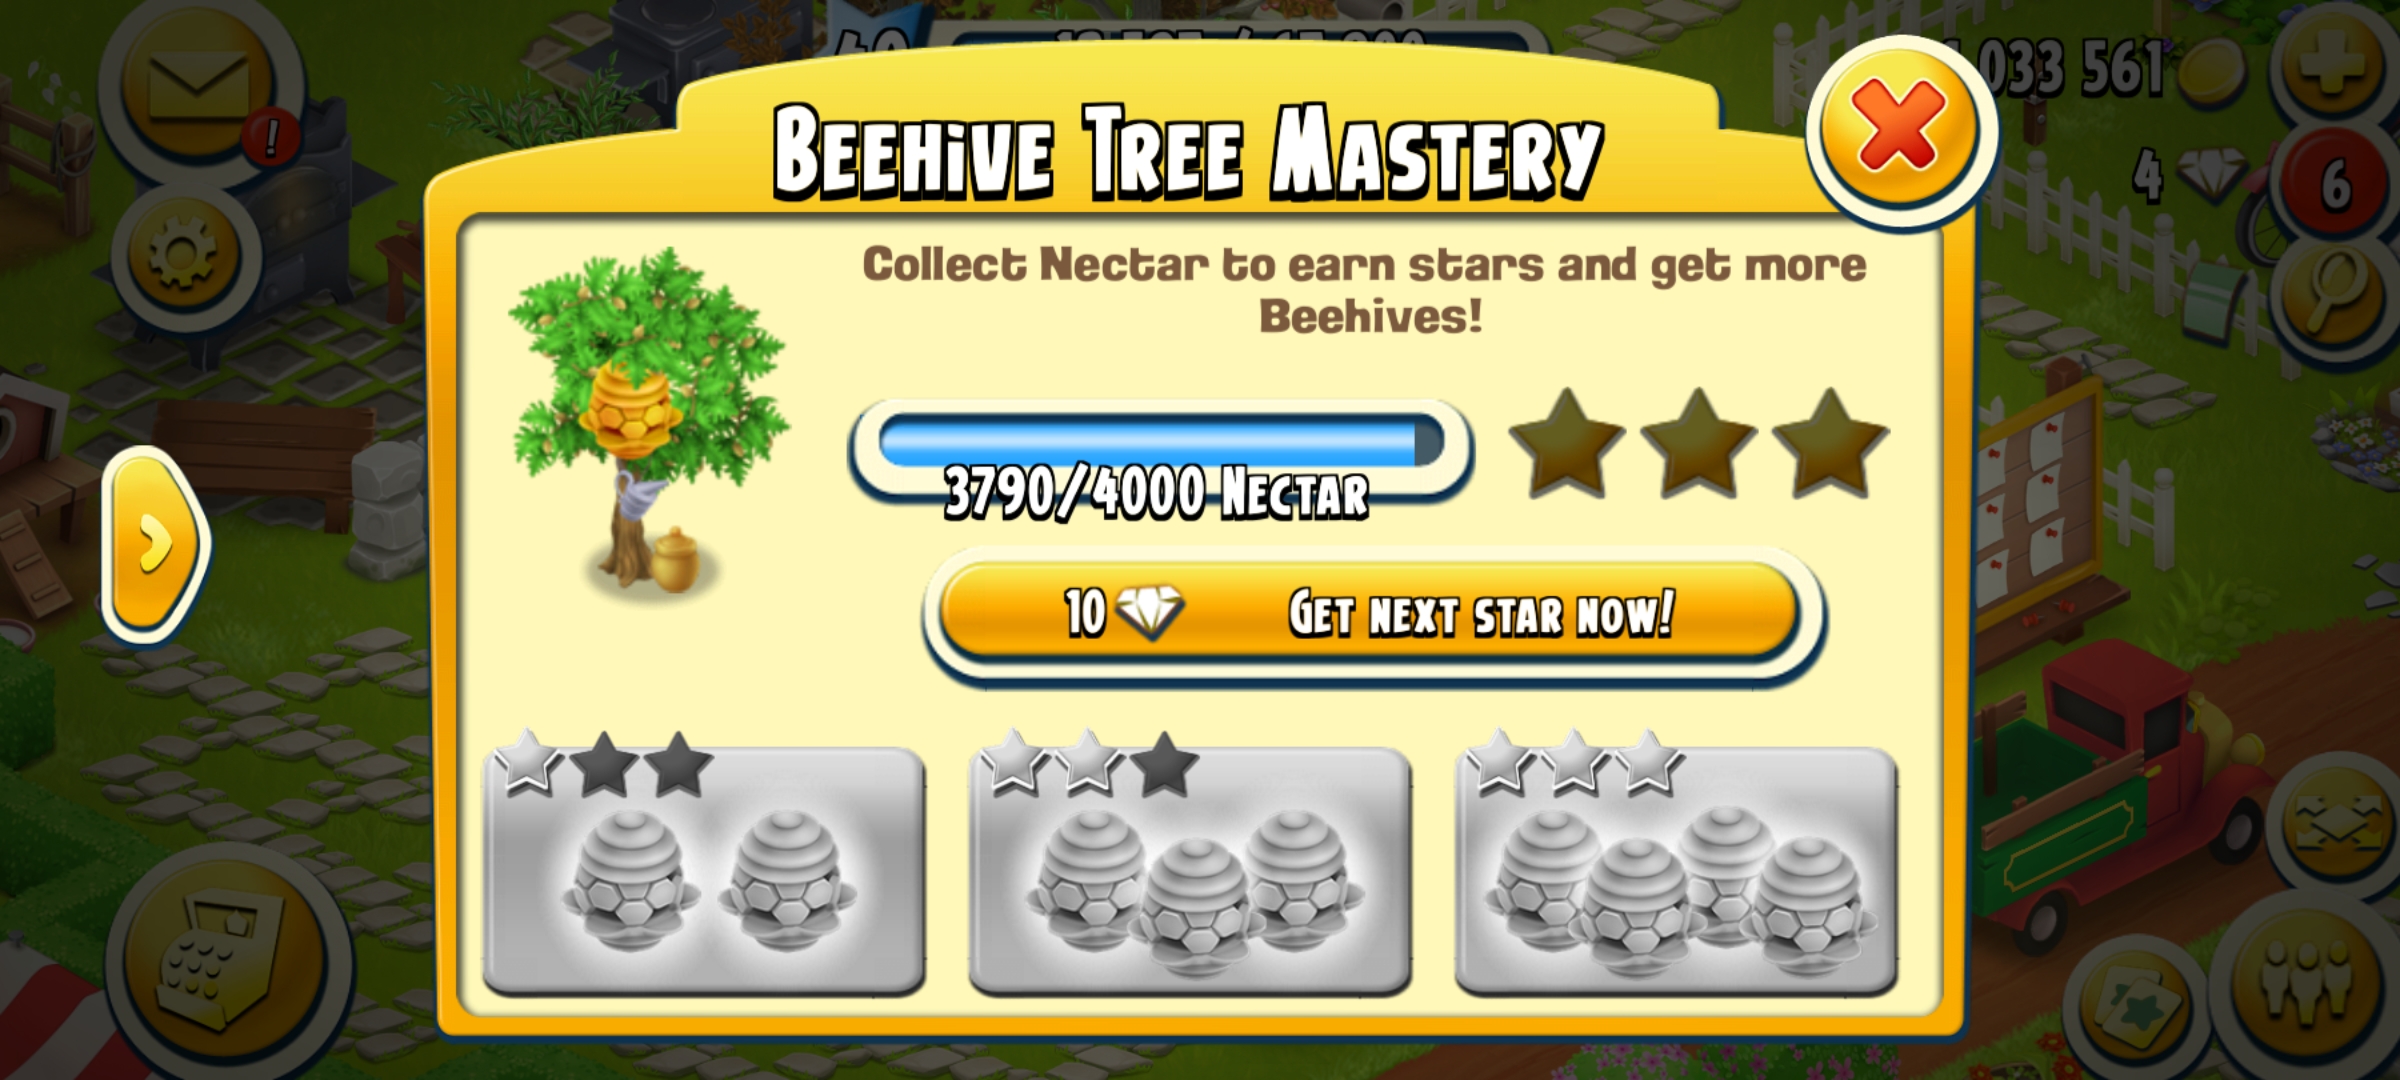 033 561
Beehive Tree Mastery
!
4
6
Collect Nectar to earn stars and get more
Beehives!
3790/4000 Nectar
10 Get next star now!